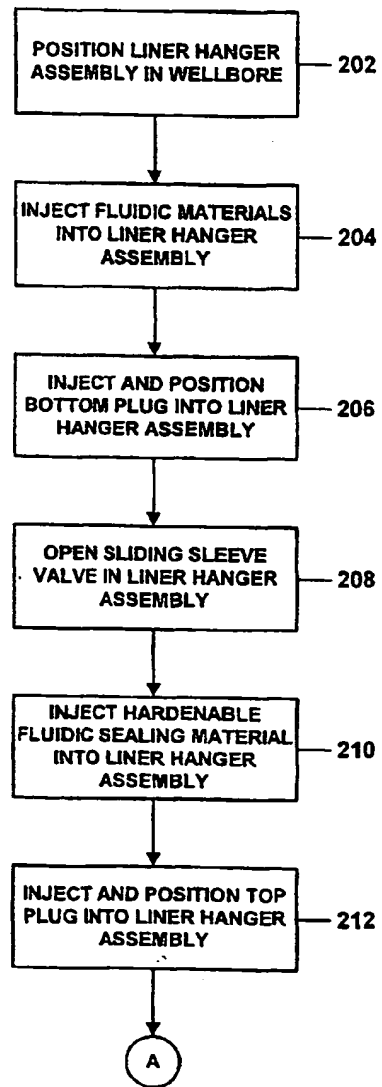 POSITION LINER HANGER
ASSEMBLY IN WELLBORE
202
INJECT FLUIDIC MATERIALS
INTO LINER HANGER
ASSEMBLY
204
INJECT AND POSITION
BOTTOM PLUG INTO LINER
HANGER ASSEMBLY
206
OPEN SLIDING SLEEVE
VALVE IN LINER HANGER
ASSEMBLY
208
INJECT HARDENABLE
FLUIDIC SEALING MATERIAL
INTO LINER HANGER
ASSEMBLY
210
INJECT AND POSITION TOP
PLUG INTO LINER HANGER
ASSEMBLY
212
A